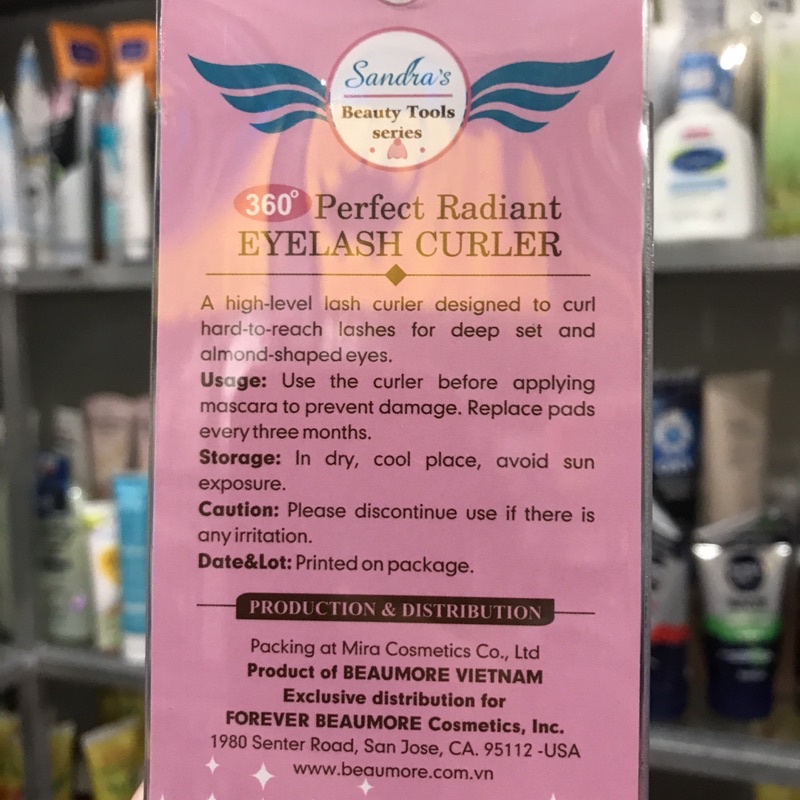 Sandra's
Beauty Tools
series
360° Perfect Radiant
EYELASH CURLER
A high-level lash curler designed to curl
hard-to-reach lashes for deep set and
almond-shaped eyes.
Usage: Use the curler before applying
mascara to prevent damage. Replace pads
every three months.
Storage: In dry, cool place, avoid sun
exposure.
Caution: Please discontinue use if there is
any irritation.
Date&Lot: Printed on package.
PRODUCTION & DISTRIBUTION
Packing at Mira Cosmetics Co., Ltd
Product of BEAUMORE VIETNAM
Exclusive distribution for
FOREVER BEAUMORE Cosmetics, Inc.
1980 Senter Road, San Jose, CA. 95112 -USA
www.beaumore.com.vn